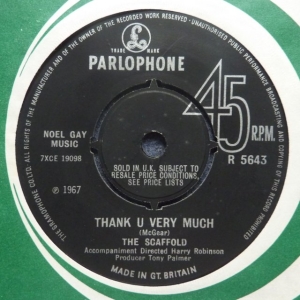 THE GRAMOPHONE CO. LTD. ALL RIGHTS OF THE MANUFACTURER AND OF THE OWNER OF THE RECORDED WORK RESERVED UNAUTHORISED PUBLIC PERFORMANCE BROADCASTING AND COPYING OF THIS RECORD PROHIBITED
TRADE MARK
PARLOPHONE
45
R.P.M.
NOEL GAY
MUSIC
7XCE 19098
R 5643
SOLD IN U.K. SUBJECT TO
RESALE PRICE CONDITIONS,
SEE PRICE LISTS
℗ 1967
THANK U VERY MUCH
(McGear)
THE SCAFFOLD
Accompaniment Directed Harry Robinson
Producer Tony Palmer
MADE IN GT. BRITAIN